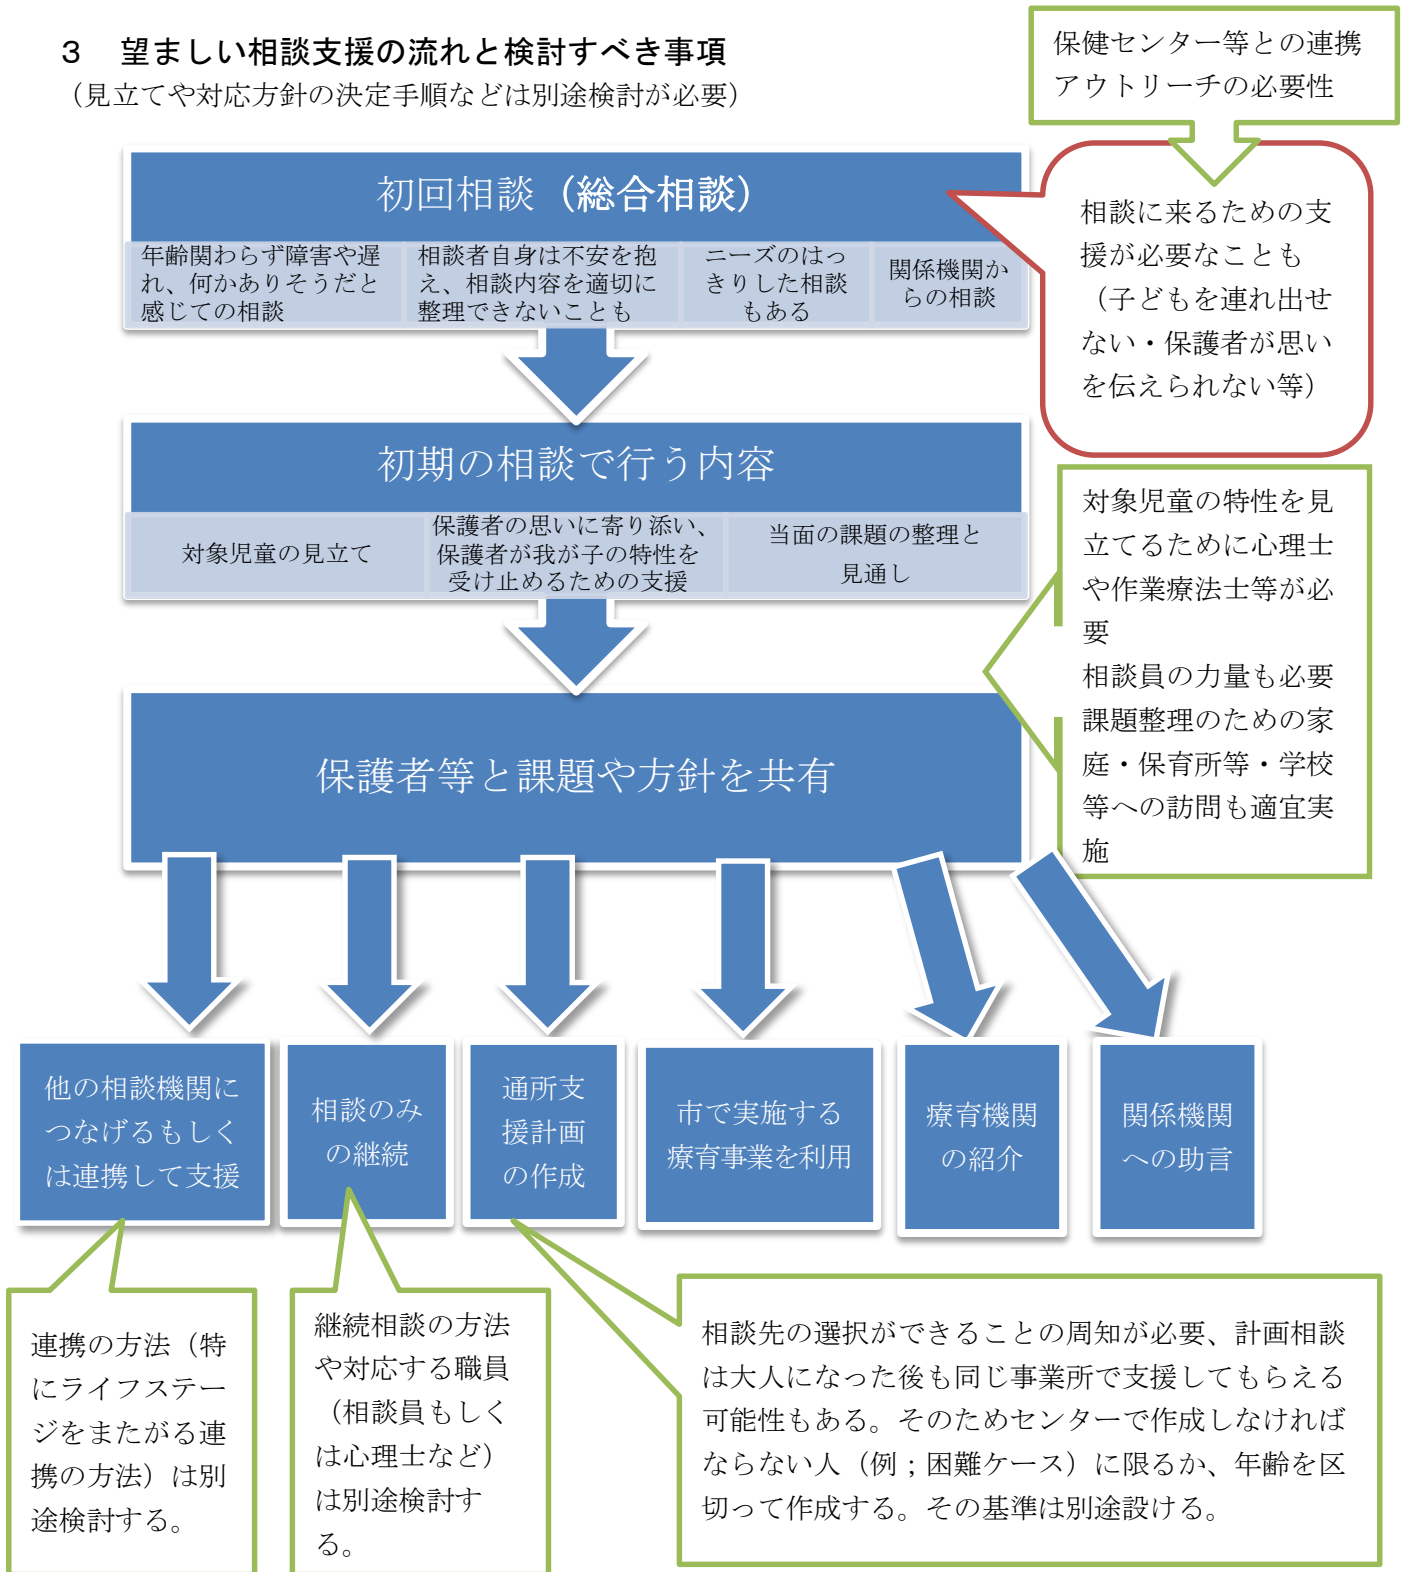 ３　望ましい相談支援の流れと検討すべき事項
（見立てや対応方針の決定手順などは別途検討が必要）
保健センター等との連携
アウトリーチの必要性
初回相談（総合相談）
年齢関わらず障害や遅
れ、何かありそうだと
感じての相談
相談者自身は不安を抱
え、相談内容を適切に
整理できないことも
ニーズのはっ
きりした相談
もある
関係機関か
らの相談
相談に来るための支
援が必要なことも
（子どもを連れ出せ
ない・保護者が思い
を伝えられない等）
初期の相談で行う内容
対象児童の見立て
保護者の思いに寄り添い、
保護者が我が子の特性を
受け止めるための支援
当面の課題の整理と
見通し
対象児童の特性を見
立てるために心理士
や作業療法士等が必
要
相談員の力量も必要
課題整理のための家
庭・保育所等・学校
等への訪問も適宜実
施
保護者等と課題や方針を共有
他の相談機関に
つなげるもしく
は連携して支援
相談のみ
の継続
通所支
援計画
の作成
市で実施する
療育事業を利用
療育機関
の紹介
関係機関
への助言
連携の方法（特
にライフステー
ジをまたがる連
携の方法）は別
途検討する。
継続相談の方法
や対応する職員
（相談員もしく
は心理士など）
は別途検討す
る。
相談先の選択ができることの周知が必要、計画相談
は大人になった後も同じ事業所で支援してもらえる
可能性もある。そのためセンターで作成しなければ
ならない人（例；困難ケース）に限るか、年齢を区
切って作成する。その基準は別途設ける。